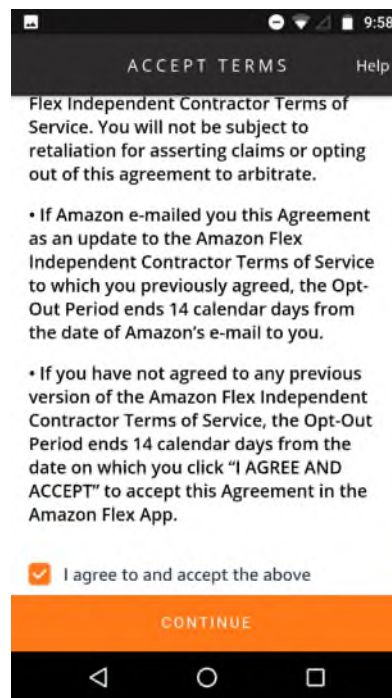 9:58
ACCEPT TERMS
Help
Flex Independent Contractor Terms of
Service. You will not be subject to
retaliation for asserting claims or opting
out of this agreement to arbitrate.
• If Amazon e-mailed you this Agreement
as an update to the Amazon Flex
Independent Contractor Terms of Service
to which you previously agreed, the Opt-
Out Period ends 14 calendar days from
the date of Amazon’s e-mail to you.
• If you have not agreed to any previous
version of the Amazon Flex Independent
Contractor Terms of Service, the Opt-Out
Period ends 14 calendar days from the
date on which you click “I AGREE AND
ACCEPT” to accept this Agreement in the
Amazon Flex App.
I agree to and accept the above
CONTINUE